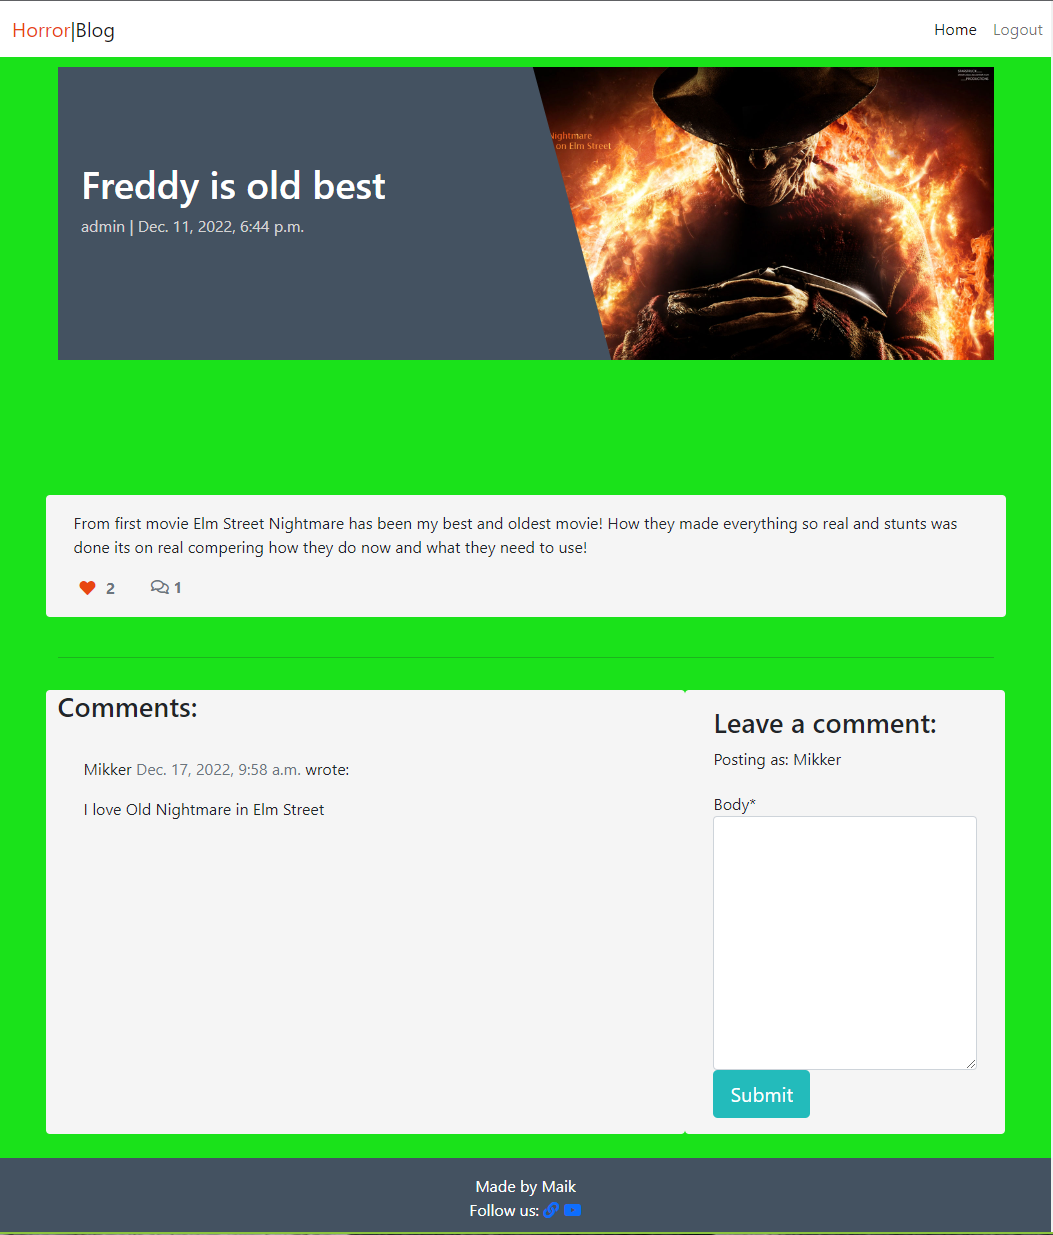 Horror|Blog
Home
Logout
Nightmare
on Elm Street
Freddy is old best
admin | Dec. 11, 2022, 6:44 p.m.
From first movie Elm Street Nightmare has been my best and oldest movie! How they made everything so real and stunts was
done its on real compering how they do now and what they need to use!
2
1
Comments:
Mikker Dec. 17, 2022, 9:58 a.m. wrote:
I love Old Nightmare in Elm Street
Leave a comment:
Posting as: Mikker
Body*
Submit
Made by Maik
Follow us: